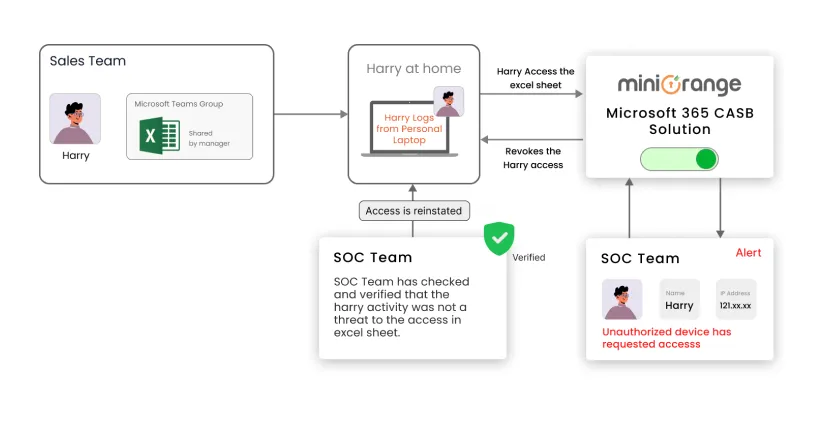 Sales Team
Harry
Microsoft Teams Group
X
Shared
by manager
Harry at home
Harry Logs
from Personal
Laptop
Harry Access the
excel sheet
Revokes the
Harry access
miniOrange
Microsoft 365 CASB
Solution
Access is reinstated
SOC Team
Verified
SOC Team has checked
and verified that the
harry activity was not a
threat to the access in
excel sheet.
SOC Team
Alert
Name
Harry
IP Address
121.xx.xx
Unauthorized device has
requested accesss